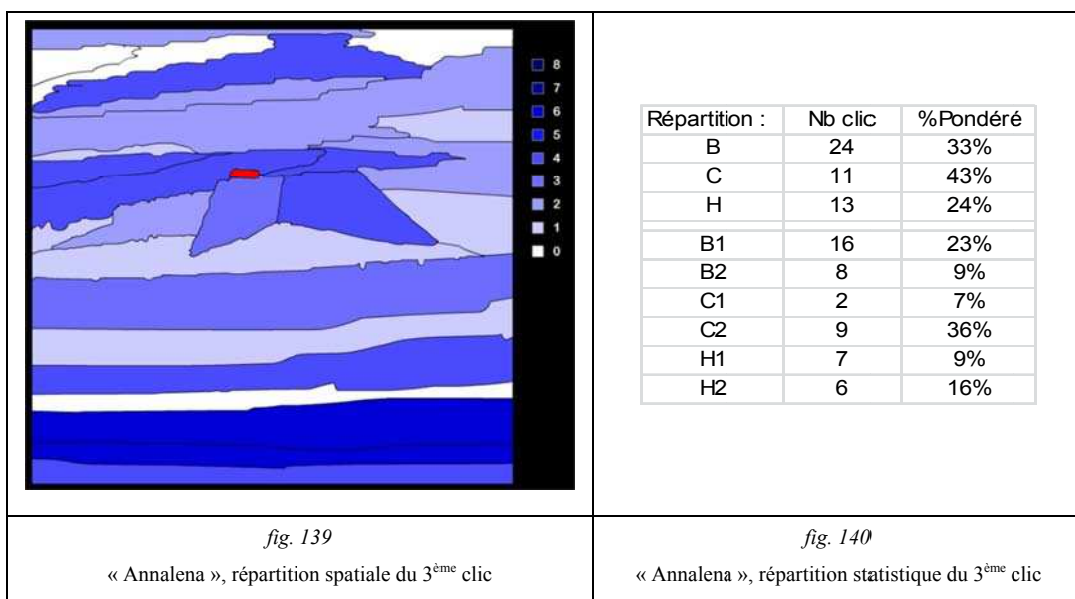 8
7
6
5
4
3
2
1
0
Répartition : Nb clic %Pondéré
B 24 33%
C 11 43%
H 13 24%
B1 16 23%
B2 8 9%
C1 2 7%
C2 9 36%
H1 7 9%
H2 6 16%
fig. 139
« Annalena », répartition spatiale du 3ème clic
fig. 140
« Annalena », répartition statistique du 3ème clic